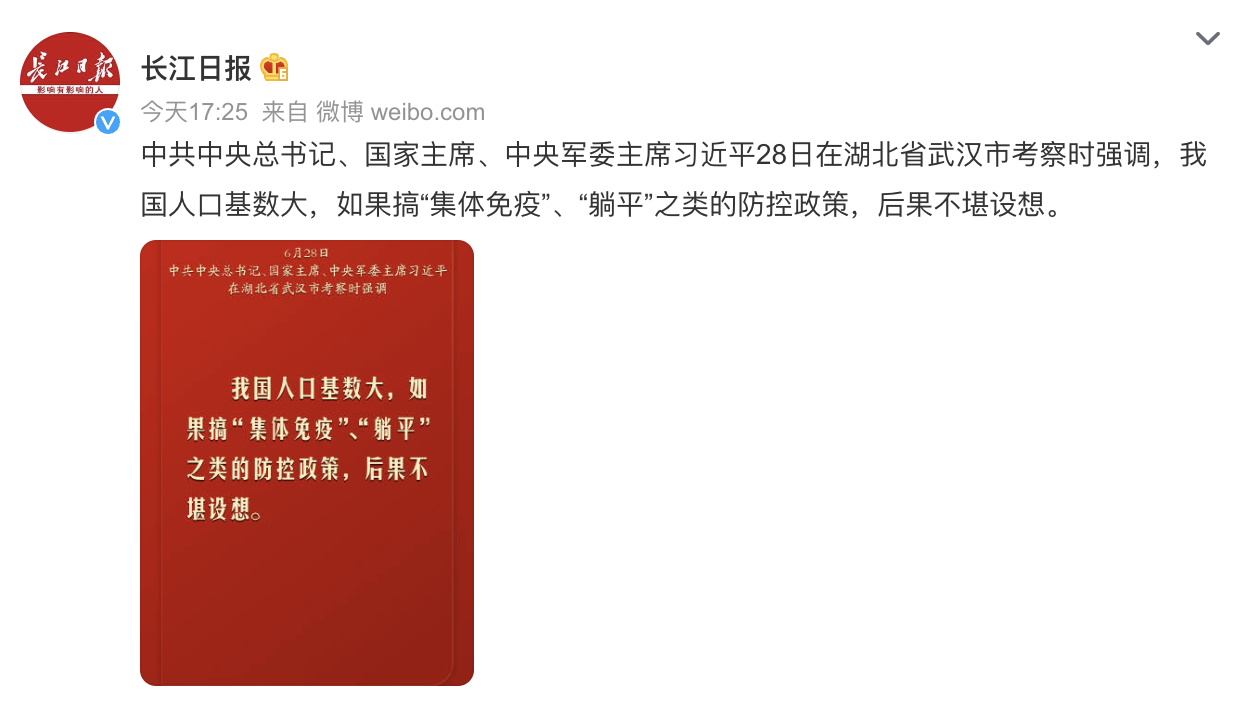 长江日报
影响有影响的人
长江日报
6
今天17:25 来自 微博 weibo.com
中共中央总书记、国家主席、中央军委主席习近平28日在湖北省武汉市考察时强调，我
国人口基数大，如果搞“集体免疫”、“躺平”之类的防控政策，后果不堪设想。
6月28日
中共中央总书记、国家主席、中央军委主席习近平
在湖北省武汉市考察时强调
我国人口基数大，如
果搞“集体免疫”、“躺平”
之类的防控政策，后果不
堪设想。